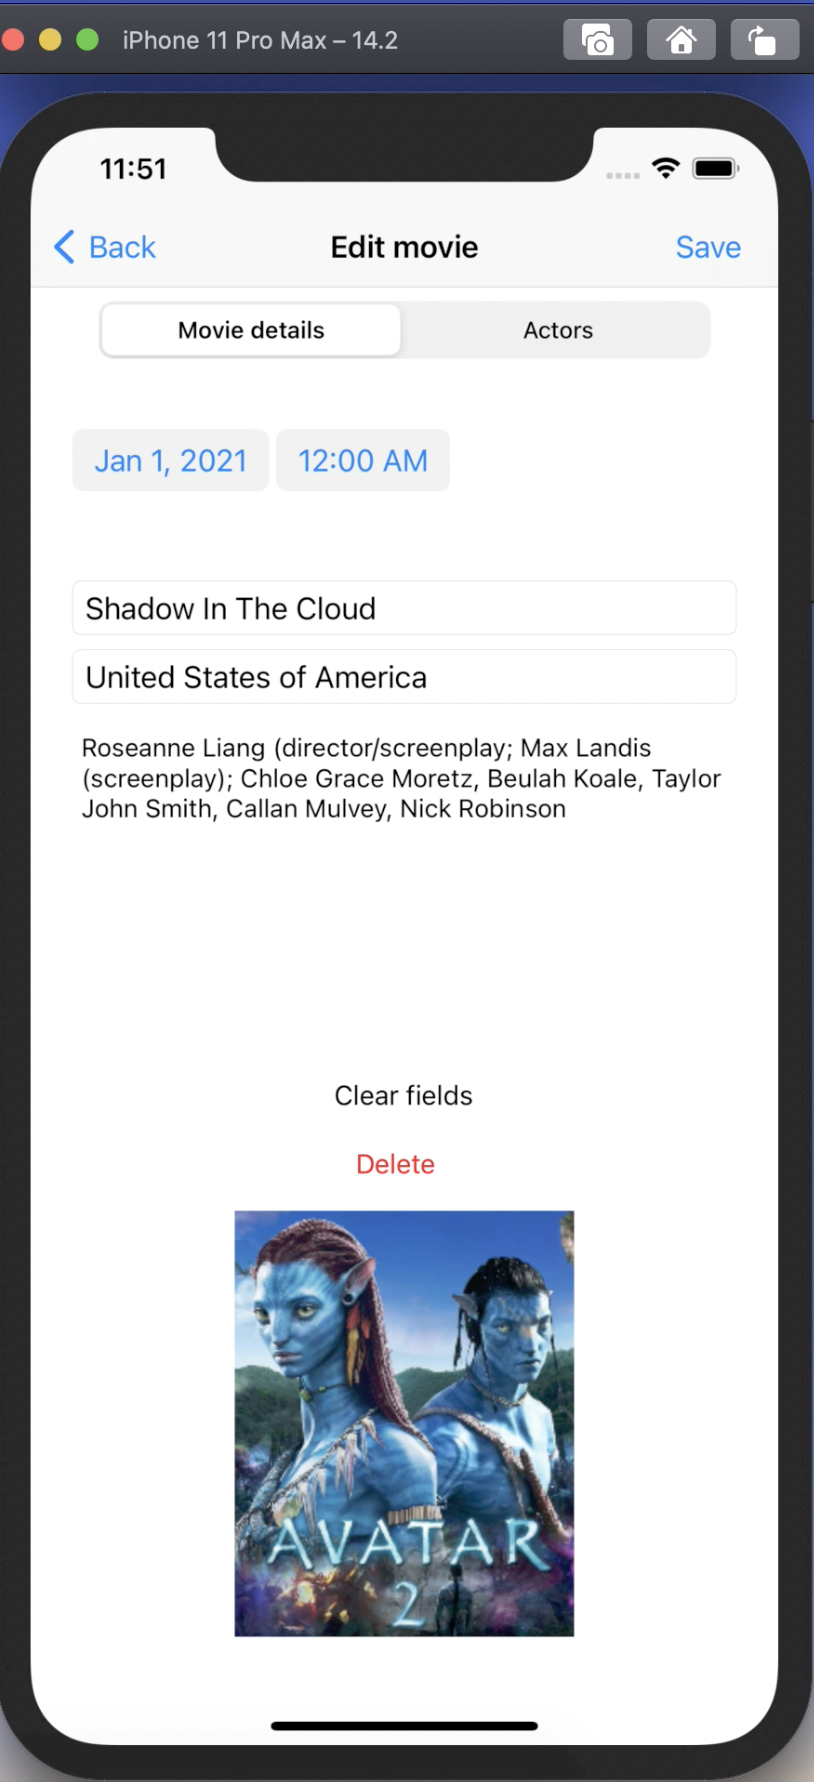 iPhone 11 Pro Max – 14.2
11:51
Back
Edit movie
Save
Movie details
Actors
Jan 1, 2021
12:00 AM
Shadow In The Cloud
United States of America
Roseanne Liang (director/screenplay; Max Landis
(screenplay); Chloe Grace Moretz, Beulah Koale, Taylor
John Smith, Callan Mulvey, Nick Robinson
Clear fields
Delete
AVATAR
2